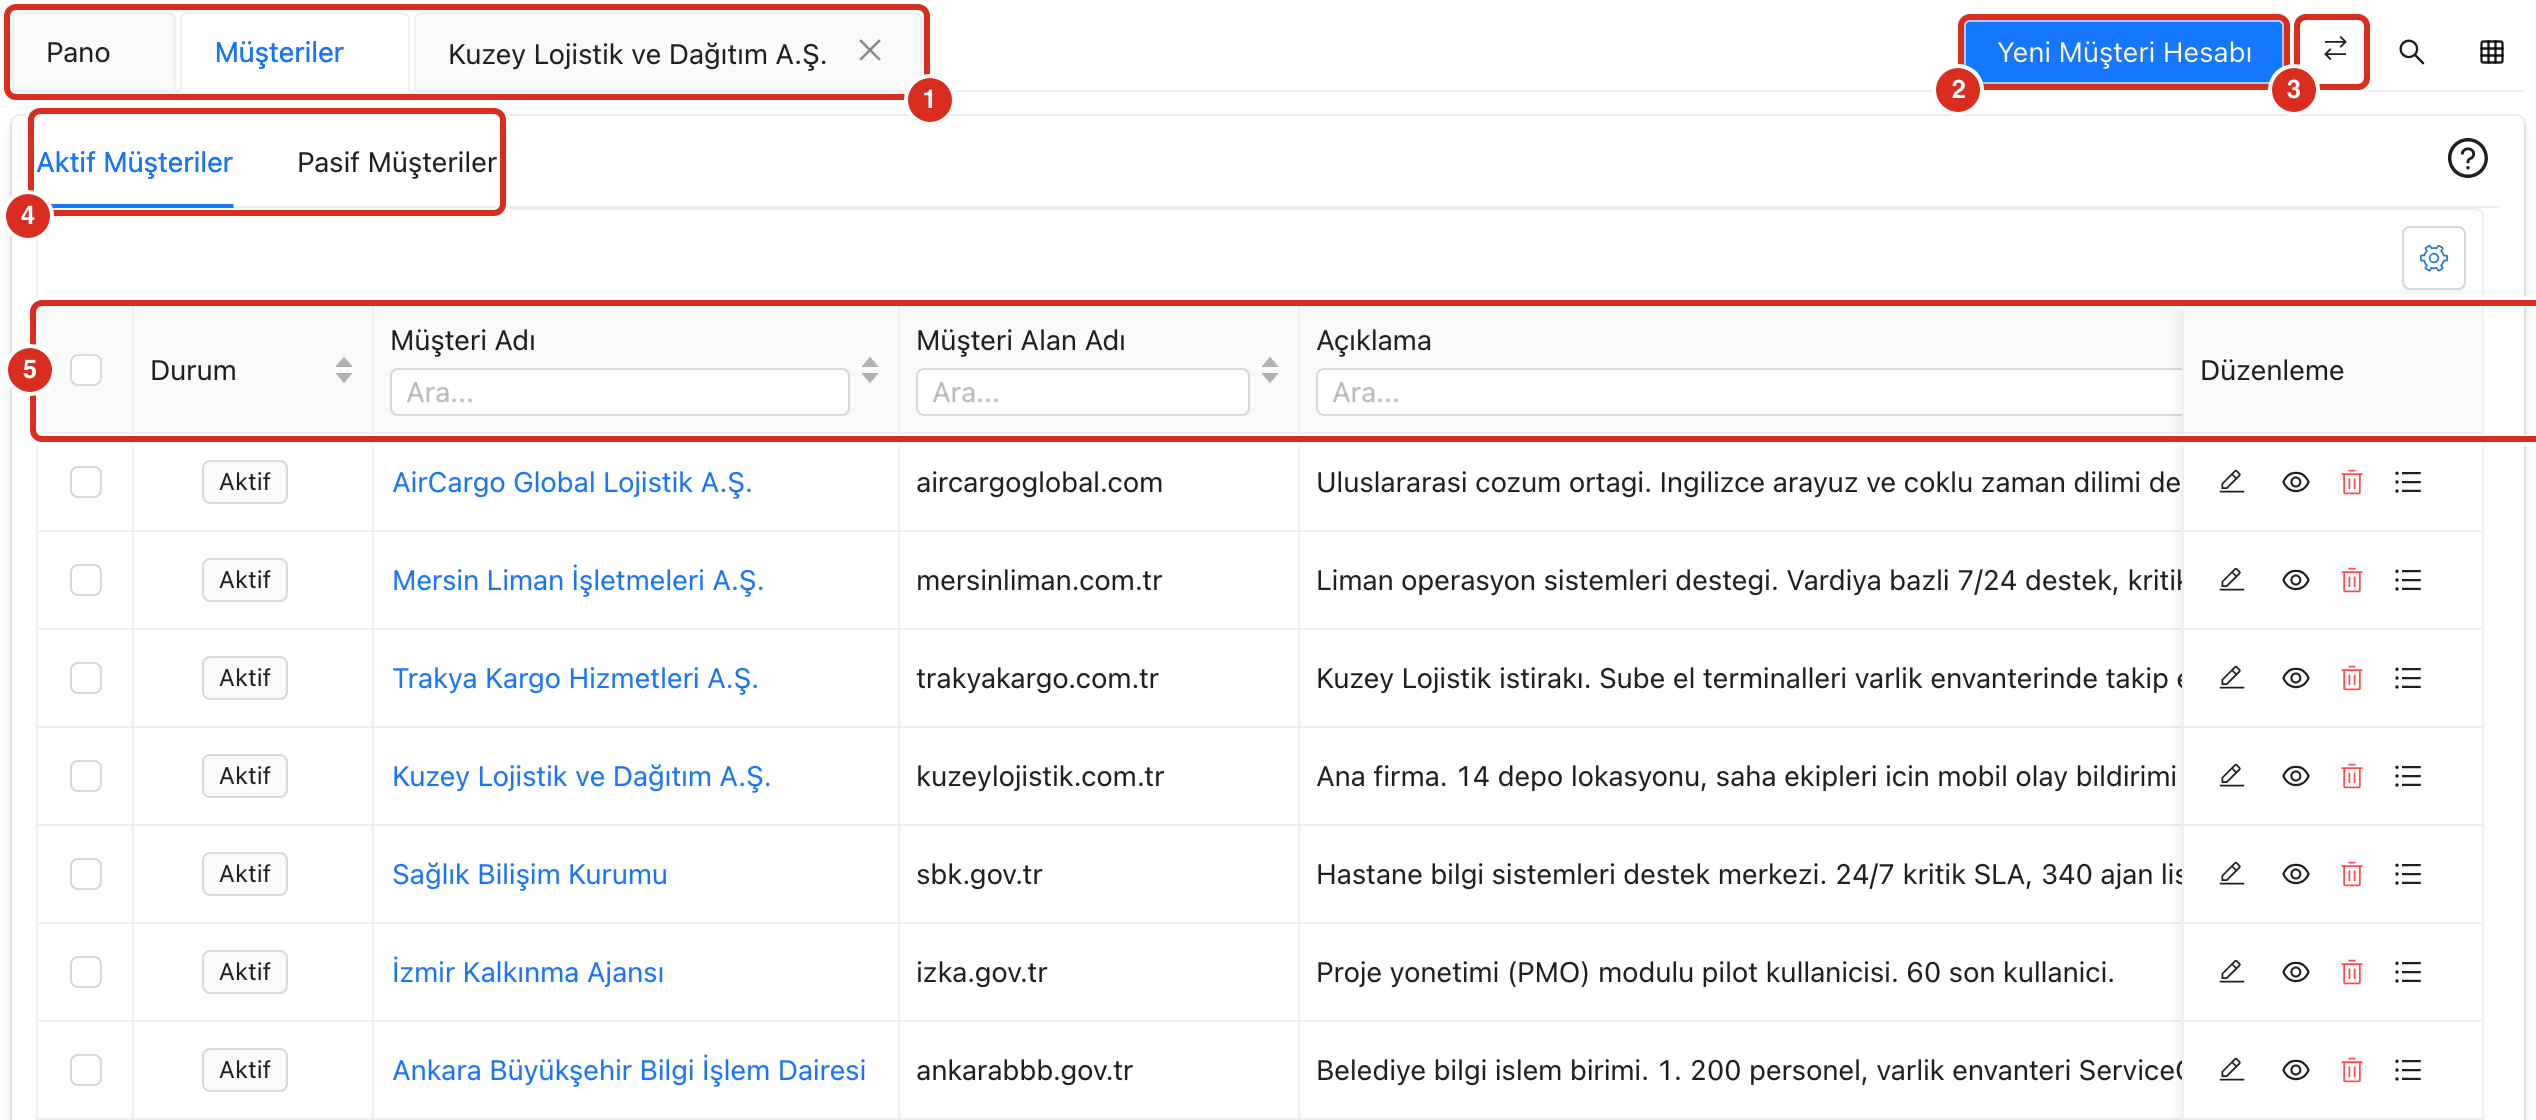 Pano
Müşteriler
Kuzey Lojistik ve Dağıtım A.Ş.
1
Yeni Müşteri Hesabı
2
3
Aktif Müşteriler
Pasif Müşteriler
4
?
5
Durum
Müşteri Adı
Ara...
Müşteri Alan Adı
Ara...
Açıklama
Ara...
Düzenleme
Aktif AirCargo Global Lojistik A.Ş. aircargoglobal.com Uluslararasi cozum ortagi. Ingilizce arayuz ve coklu zaman dilimi de
Aktif Mersin Liman İşletmeleri A.Ş. mersinliman.com.tr Liman operasyon sistemleri destegi. Vardiya bazli 7/24 destek, kritik
Aktif Trakya Kargo Hizmetleri A.Ş. trakyakargo.com.tr Kuzey Lojistik istirakı. Sube el terminalleri varlik envanterinde takip e
Aktif Kuzey Lojistik ve Dağıtım A.Ş. kuzeylojistik.com.tr Ana firma. 14 depo lokasyonu, saha ekipleri icin mobil olay bildirimi
Aktif Sağlık Bilişim Kurumu sbk.gov.tr Hastane bilgi sistemleri destek merkezi. 24/7 kritik SLA, 340 ajan lis
Aktif İzmir Kalkınma Ajansı izka.gov.tr Proje yonetimi (PMO) modulu pilot kullanicisi. 60 son kullanici.
Aktif Ankara Büyükşehir Bilgi İşlem Dairesi ankarabbb.gov.tr Belediye bilgi islem birimi. 1. 200 personel, varlik envanteri Service